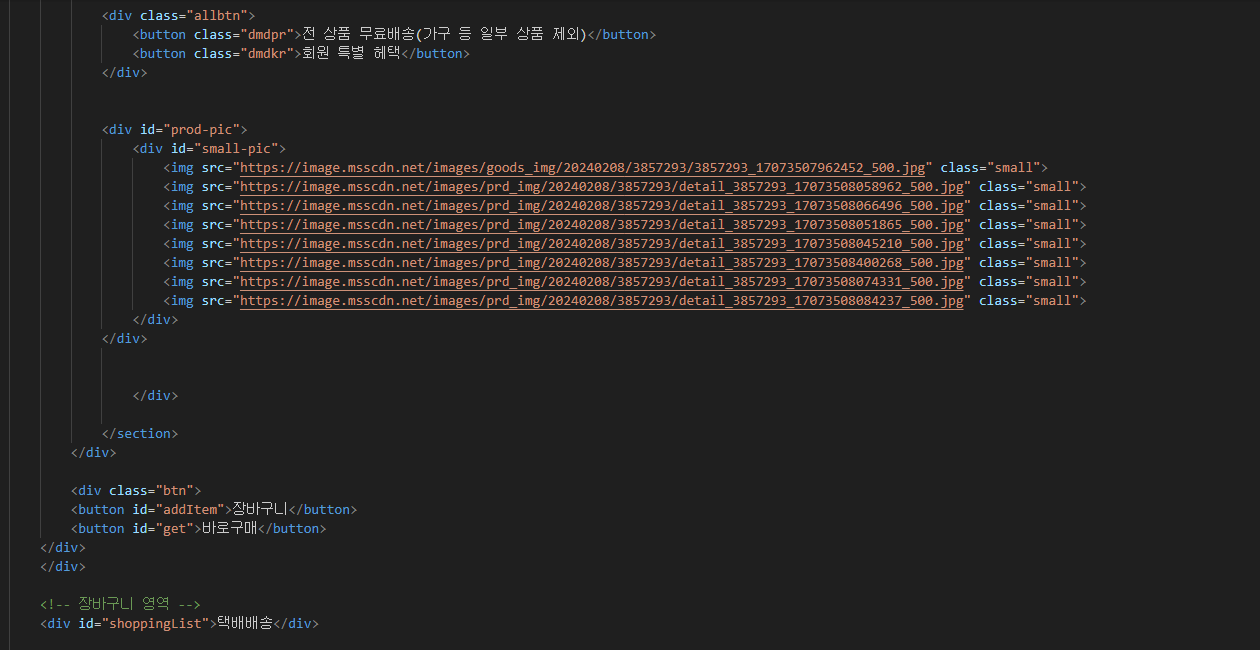 <div class="allbtn">
<button class="dmdpr">전 상품 무료배송(가구 등 일부 상품 제외)</button>
<button class="dmdkr">회원 특별 혜택</button>
</div>
<div id="prod-pic">
<div id="small-pic">
<img src="https://image.msscdn.net/images/goods_img/20240208/3857293/3857293_17073507962452_500.jpg" class="small">
<img src="https://image.msscdn.net/images/prd_img/20240208/3857293/detail_3857293_17073508058962_500.jpg" class="small">
<img src="https://image.msscdn.net/images/prd_img/20240208/3857293/detail_3857293_17073508066496_500.jpg" class="small">
<img src="https://image.msscdn.net/images/prd_img/20240208/3857293/detail_3857293_17073508051865_500.jpg" class="small">
<img src="https://image.msscdn.net/images/prd_img/20240208/3857293/detail_3857293_17073508045210_500.jpg" class="small">
<img src="https://image.msscdn.net/images/prd_img/20240208/3857293/detail_3857293_17073508400268_500.jpg" class="small">
<img src="https://image.msscdn.net/images/prd_img/20240208/3857293/detail_3857293_17073508074331_500.jpg" class="small">
<img src="https://image.msscdn.net/images/prd_img/20240208/3857293/detail_3857293_17073508084237_500.jpg" class="small">
</div>
</div>
</div>
</section>
</div>
<div class="btn">
<button id="addItem">장바구니</button>
<button id="get">바로구매</button>
</div>
</div>
<!-- 장바구니 영역 -->
<div id="shoppingList">택배배송</div>